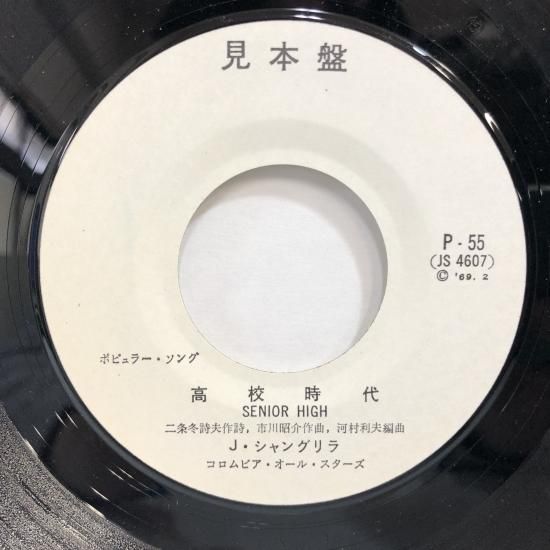 見本盤
P-55
(JS 4607)
© '69. 2
ポピュラー・ソング
高校時代
SENIOR HIGH
二条冬詩夫作詩，市川昭介作曲，河村利夫編曲
J・シャングリラ
コロムビア・オール・スターズ